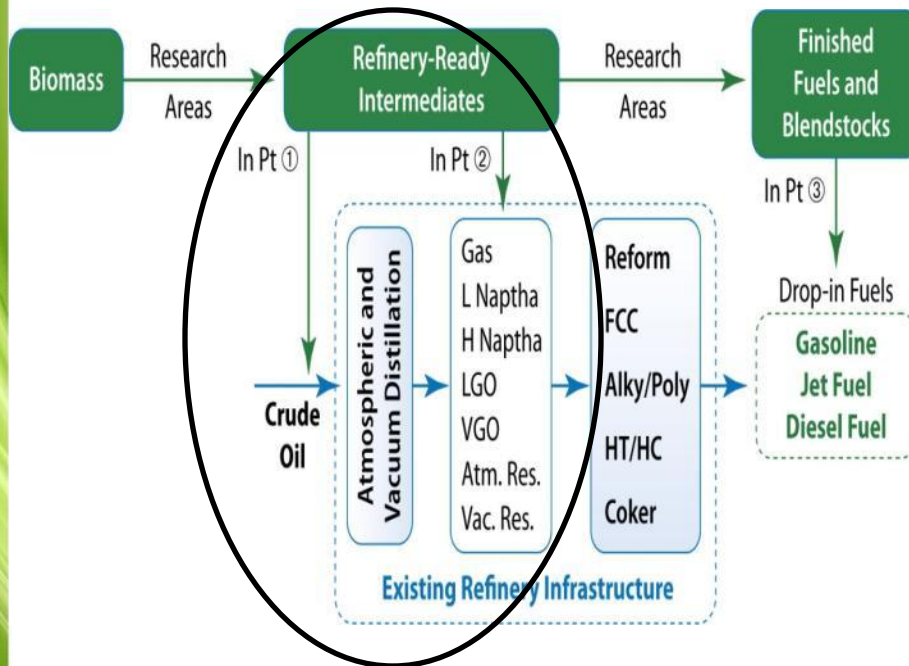 Biomass
Research
Areas
Refinery-Ready
Intermediates
Research
Areas
Finished
Fuels and
Blendstocks
In Pt ①
In Pt ②
In Pt ③
Crude
Oil
Atmospheric and
Vacuum Distillation
Gas
L Naptha
H Naptha
LGO
VGO
Atm. Res.
Vac. Res.
Reform
FCC
Alky/Poly
HT/HC
Coker
Drop-in Fuels
Gasoline
Jet Fuel
Diesel Fuel
Existing Refinery Infrastructure